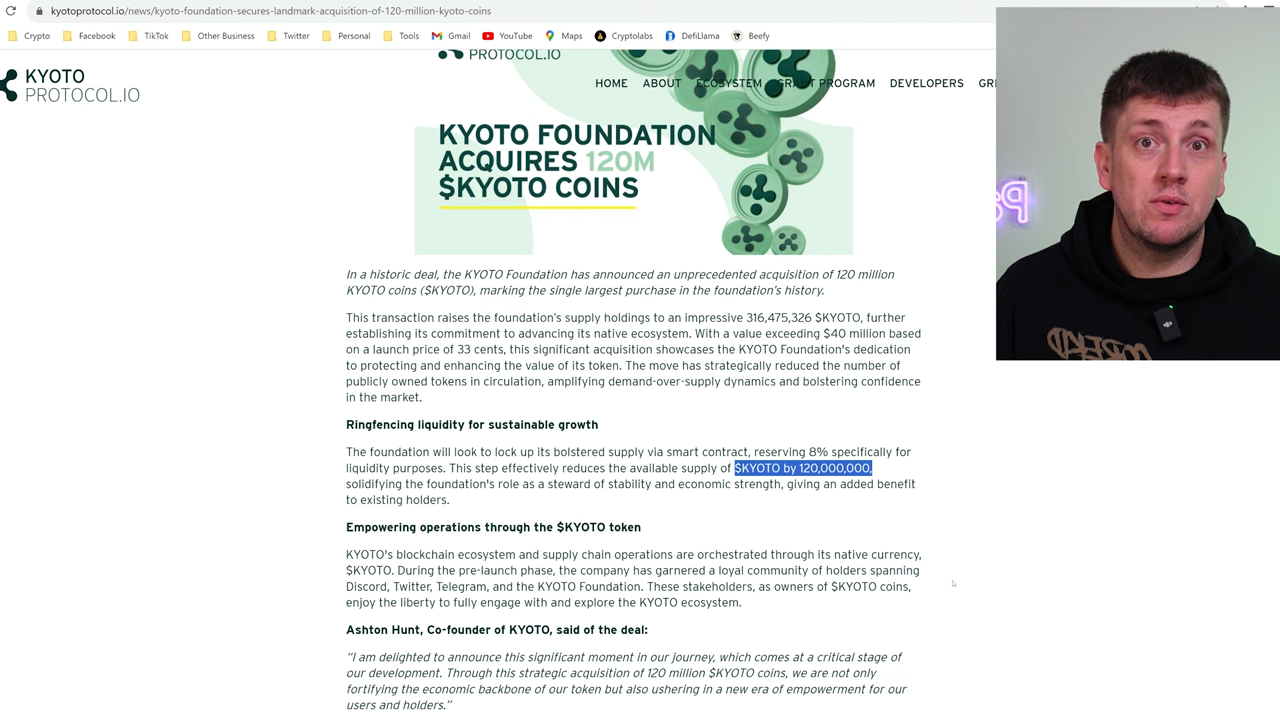 kyotoprotocol.io/news/kyoto-foundation-secures-landmark-acquisition-of-120-million-kyoto-coins
Crypto Facebook TikTok Other Business Twitter Personal Tools Gmail YouTube Maps Cryptolabs DefiLlama Beefy
PROTOCOL.IO
KYOTO
PROTOCOL.IO
HOME ABOUT ECOSYSTEM GRANT PROGRAM DEVELOPERS GRI
KYOTO FOUNDATION
ACQUIRES 120M
$KYOTO COINS
In a historic deal, the KYOTO Foundation has announced an unprecedented acquisition of 120 million
KYOTO coins ($KYOTO), marking the single largest purchase in the foundation's history.
This transaction raises the foundation's supply holdings to an impressive 316,475,326 $KYOTO, further
establishing its commitment to advancing its native ecosystem. With a value exceeding $40 million based
on a launch price of 33 cents, this significant acquisition showcases the KYOTO Foundation's dedication
to protecting and enhancing the value of its token. The move has strategically reduced the number of
publicly owned tokens in circulation, amplifying demand-over-supply dynamics and bolstering confidence
in the market.
Ringfencing liquidity for sustainable growth
The foundation will look to lock up its bolstered supply via smart contract, reserving 8% specifically for
liquidity purposes. This step effectively reduces the available supply of $KYOTO by 120,000,000,
solidifying the foundation's role as a steward of stability and economic strength, giving an added benefit
to existing holders.
Empowering operations through the $KYOTO token
KYOTO's blockchain ecosystem and supply chain operations are orchestrated through its native currency,
$KYOTO. During the pre-launch phase, the company has garnered a loyal community of holders spanning
Discord, Twitter, Telegram, and the KYOTO Foundation. These stakeholders, as owners of $KYOTO coins,
enjoy the liberty to fully engage with and explore the KYOTO ecosystem.
Ashton Hunt, Co-founder of KYOTO, said of the deal:
“I am delighted to announce this significant moment in our journey, which comes at a critical stage of
our development. Through this strategic acquisition of 120 million $KYOTO coins, we are not only
fortifying the economic backbone of our token but also ushering in a new era of empowerment for our
users and holders.”